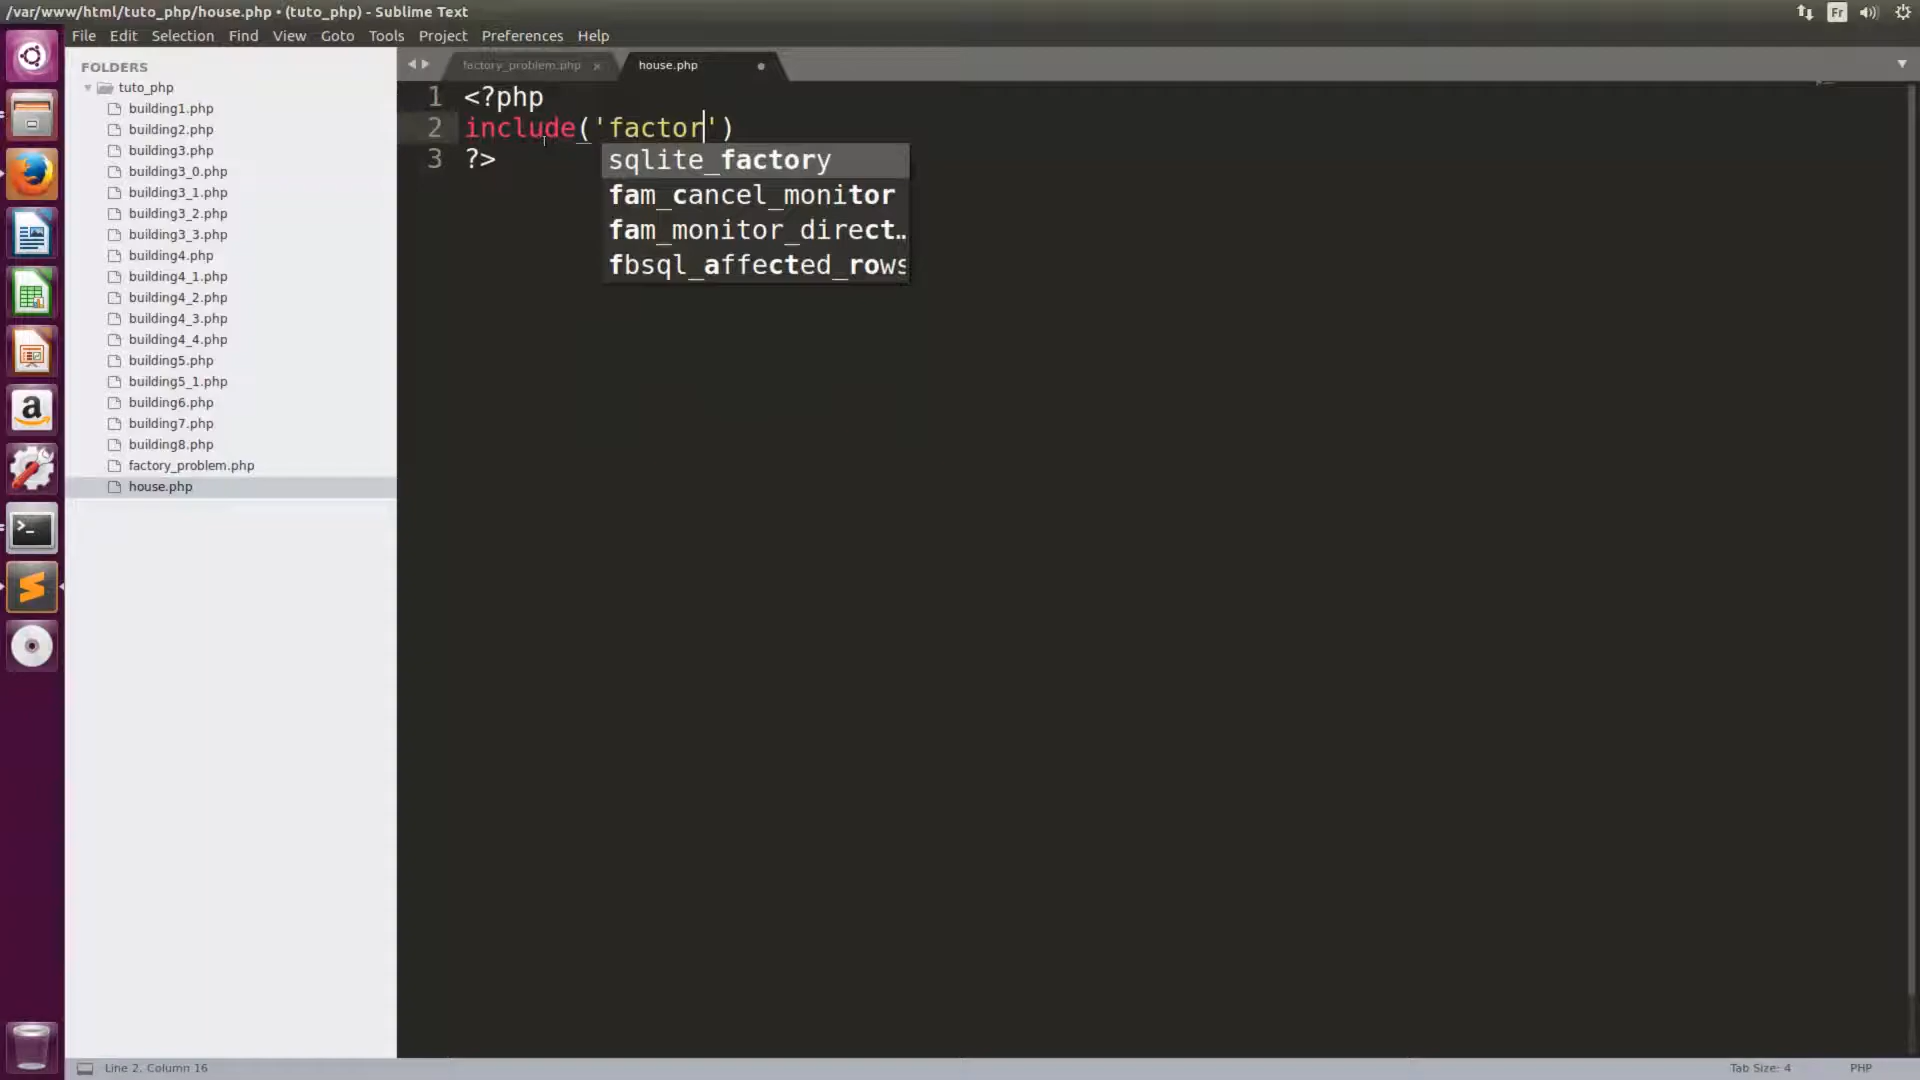 /var/www/html/tuto_php/house.php • (tuto_php) - Sublime Text
Fr
File Edit Selection Find View Goto Tools Project Preferences Help
FOLDERS
tuto_php
building1.php
building2.php
building3.php
building3_0.php
building3_1.php
building3_2.php
building3_3.php
building4.php
building4_1.php
building4_2.php
building4_3.php
building4_4.php
building5.php
building5_1.php
building6.php
building7.php
building8.php
factory_problem.php
house.php
factory_problem.php × house.php
1 <?php
2 include('factor')
3 ?>
sqlite_factory
fam_cancel_monitor
fam_monitor_direct…
fbsql_affected_rows
Line 2, Column 16
Tab Size: 4 PHP